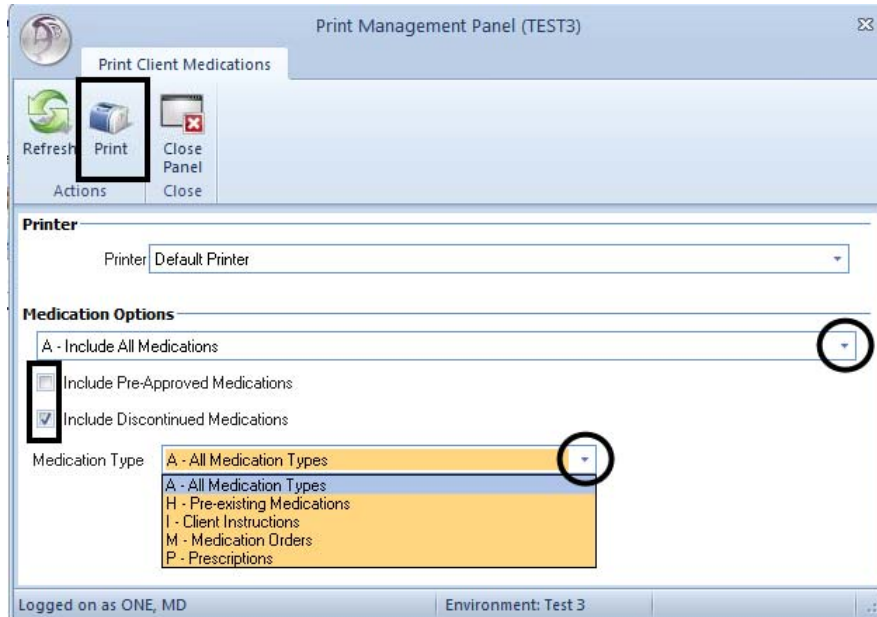 Print Management Panel (TEST3)
Print Client Medications
Refresh
Print
Close
Panel
Actions
Close
Printer
Printer Default Printer
Medication Options
A - Include All Medications
Include Pre-Approved Medications
Include Discontinued Medications
Medication Type A - All Medication Types
A - All Medication Types
H - Pre-existing Medications
I - Client Instructions
M - Medication Orders
P - Prescriptions
Logged on as ONE, MD
Environment: Test 3